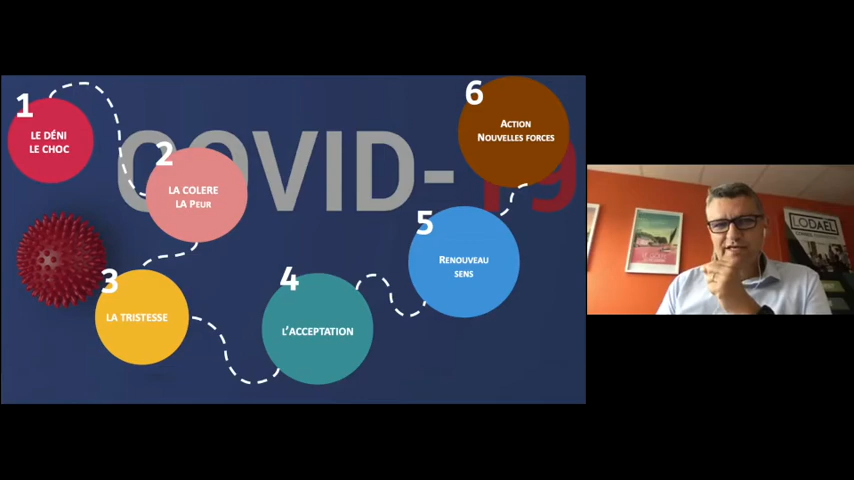 COVID-19
1
LE DÉNI
LE CHOC
2
LA COLERE
LA PEUR
3
LA TRISTESSE
4
L'ACCEPTATION
5
RENOUVEAU
SENS
6
ACTION
NOUVELLES FORCES
LODAEL